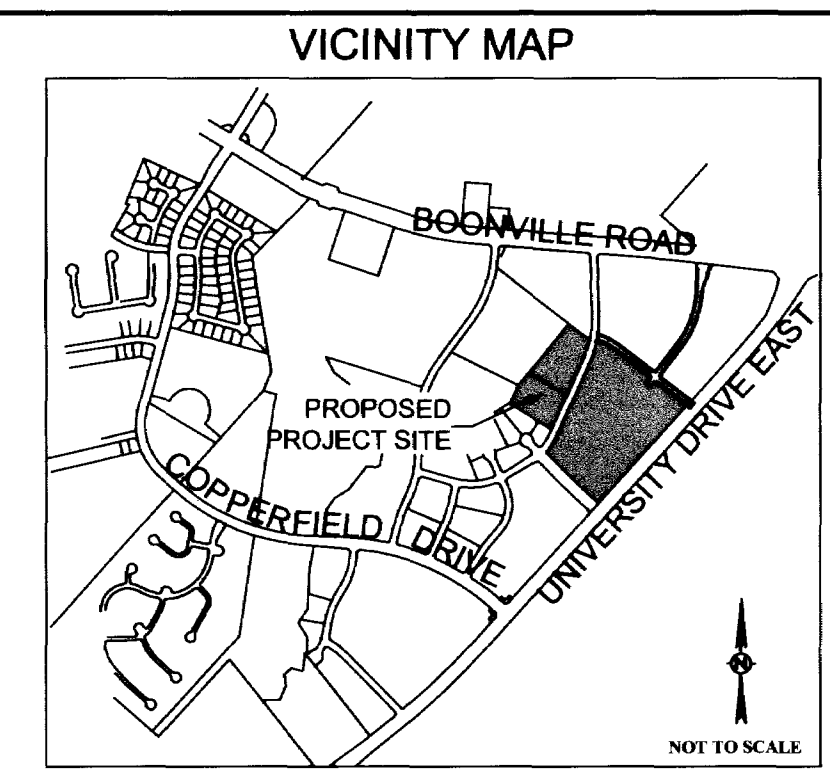 VICINITY MAP
BOONVILLE ROAD
PROPOSED
PROJECT SITE
COPPERFIELD DRIVE
UNIVERSITY DRIVE EAST
N
NOT TO SCALE